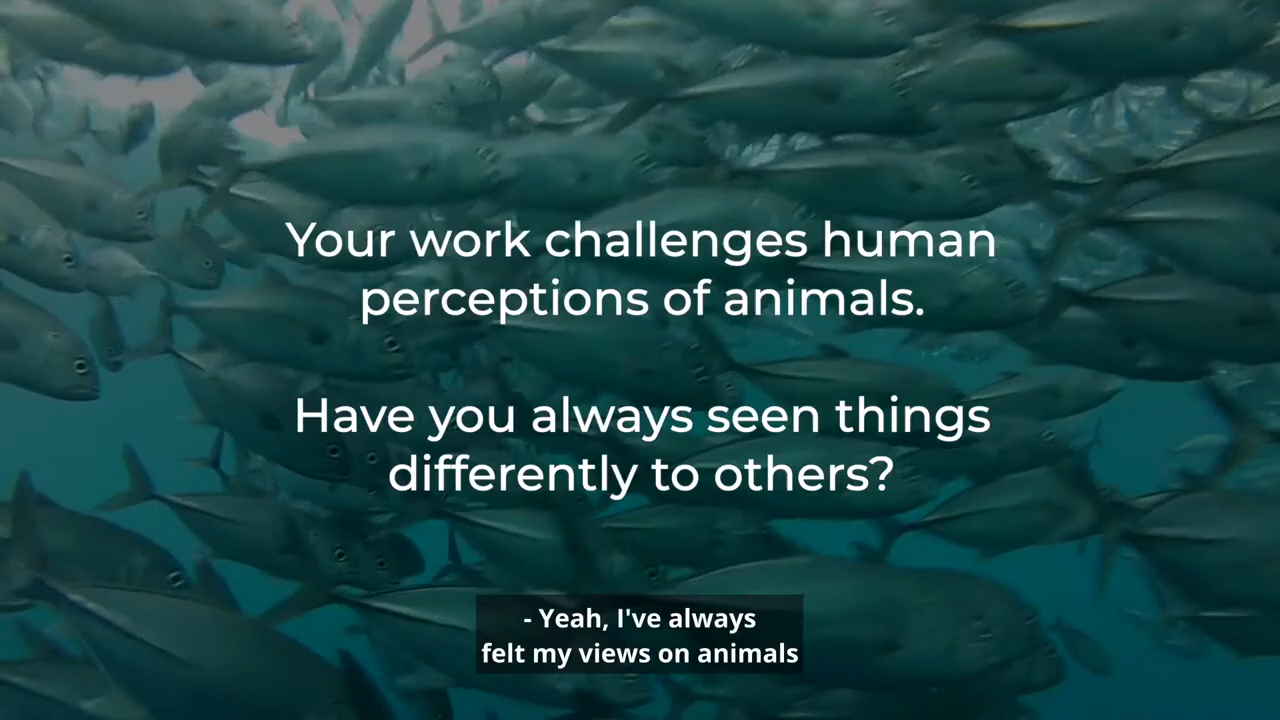 Your work challenges human
perceptions of animals.
Have you always seen things
differently to others?
- Yeah, I've always
felt my views on animals